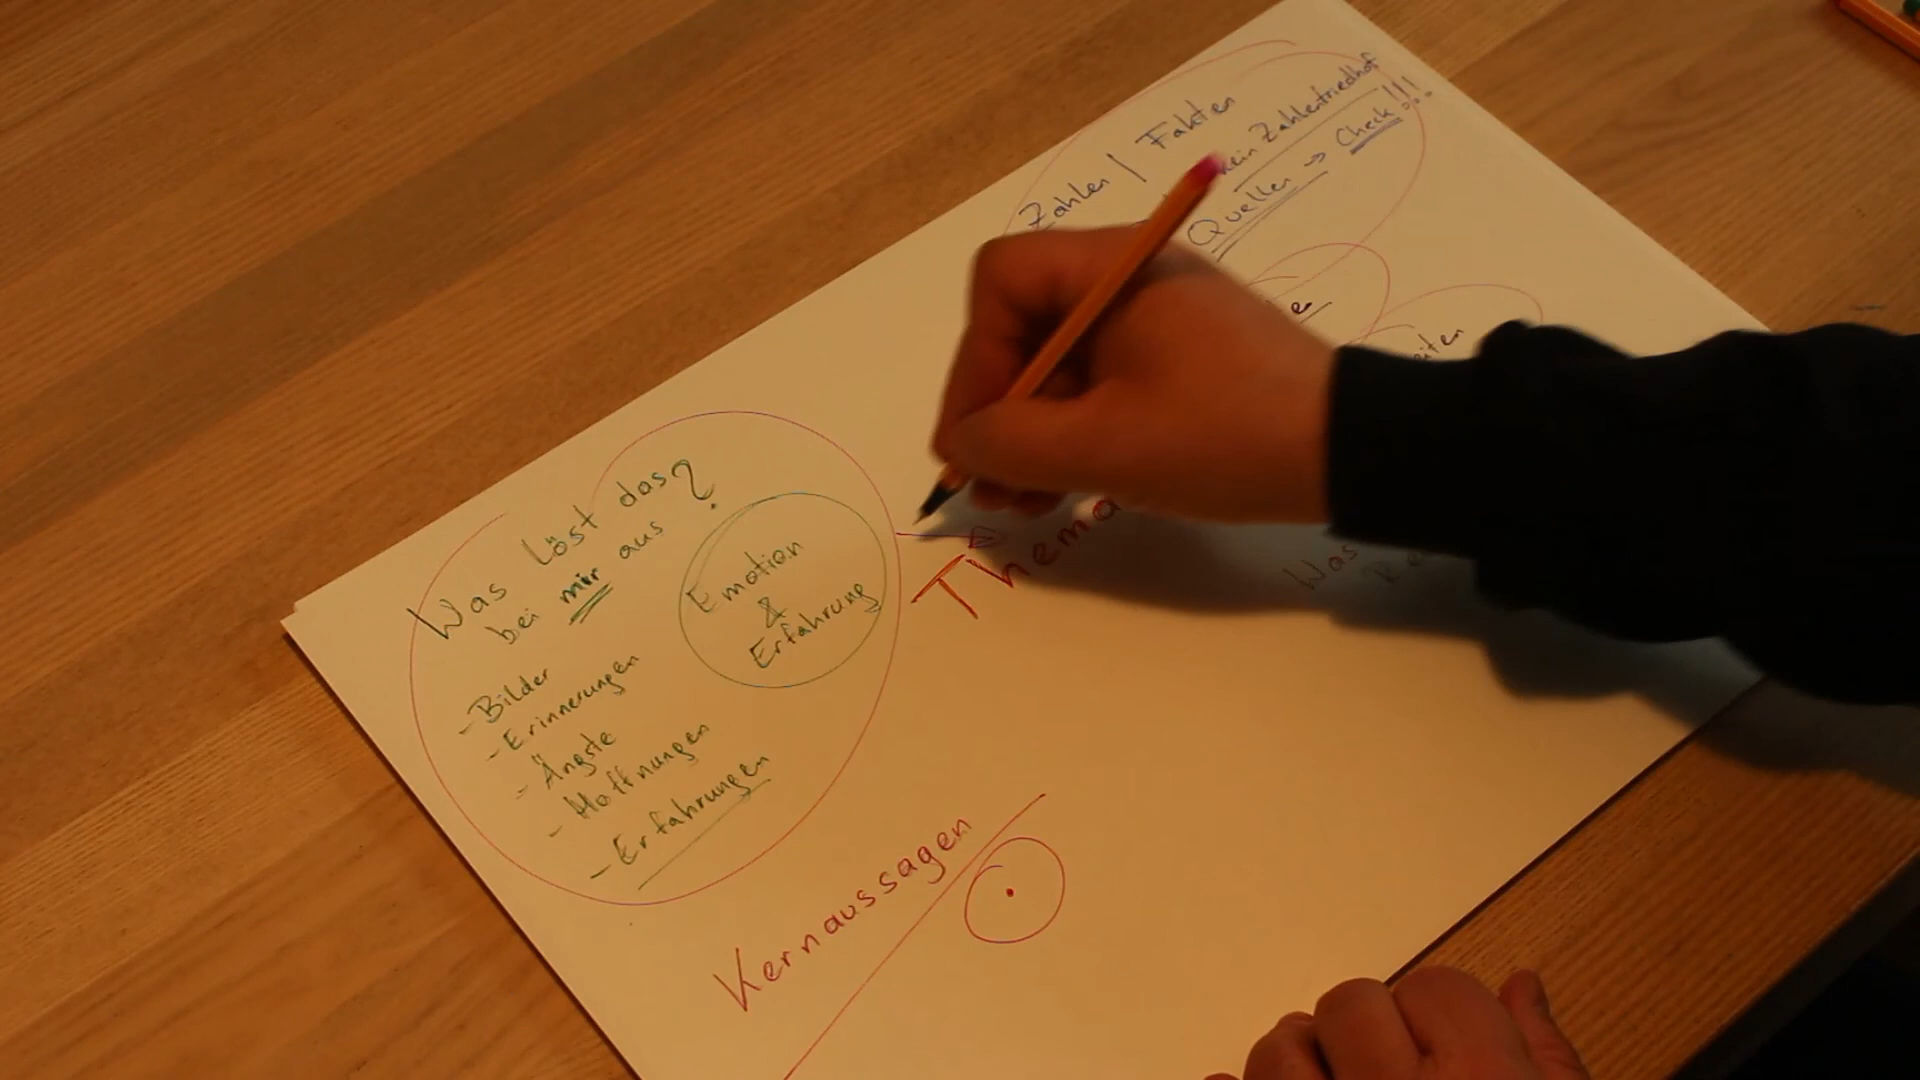 Zahlen | Fakten
kein Zahlenfriedhof
Quellen → Check!!!
Was löst das
bei mir aus?
Emotion
&
Erfahrung
- Bilder
- Erinnerungen
- Ängste
- Hoffnungen
- Erfahrungen
Thema
Was
Kernaussagen